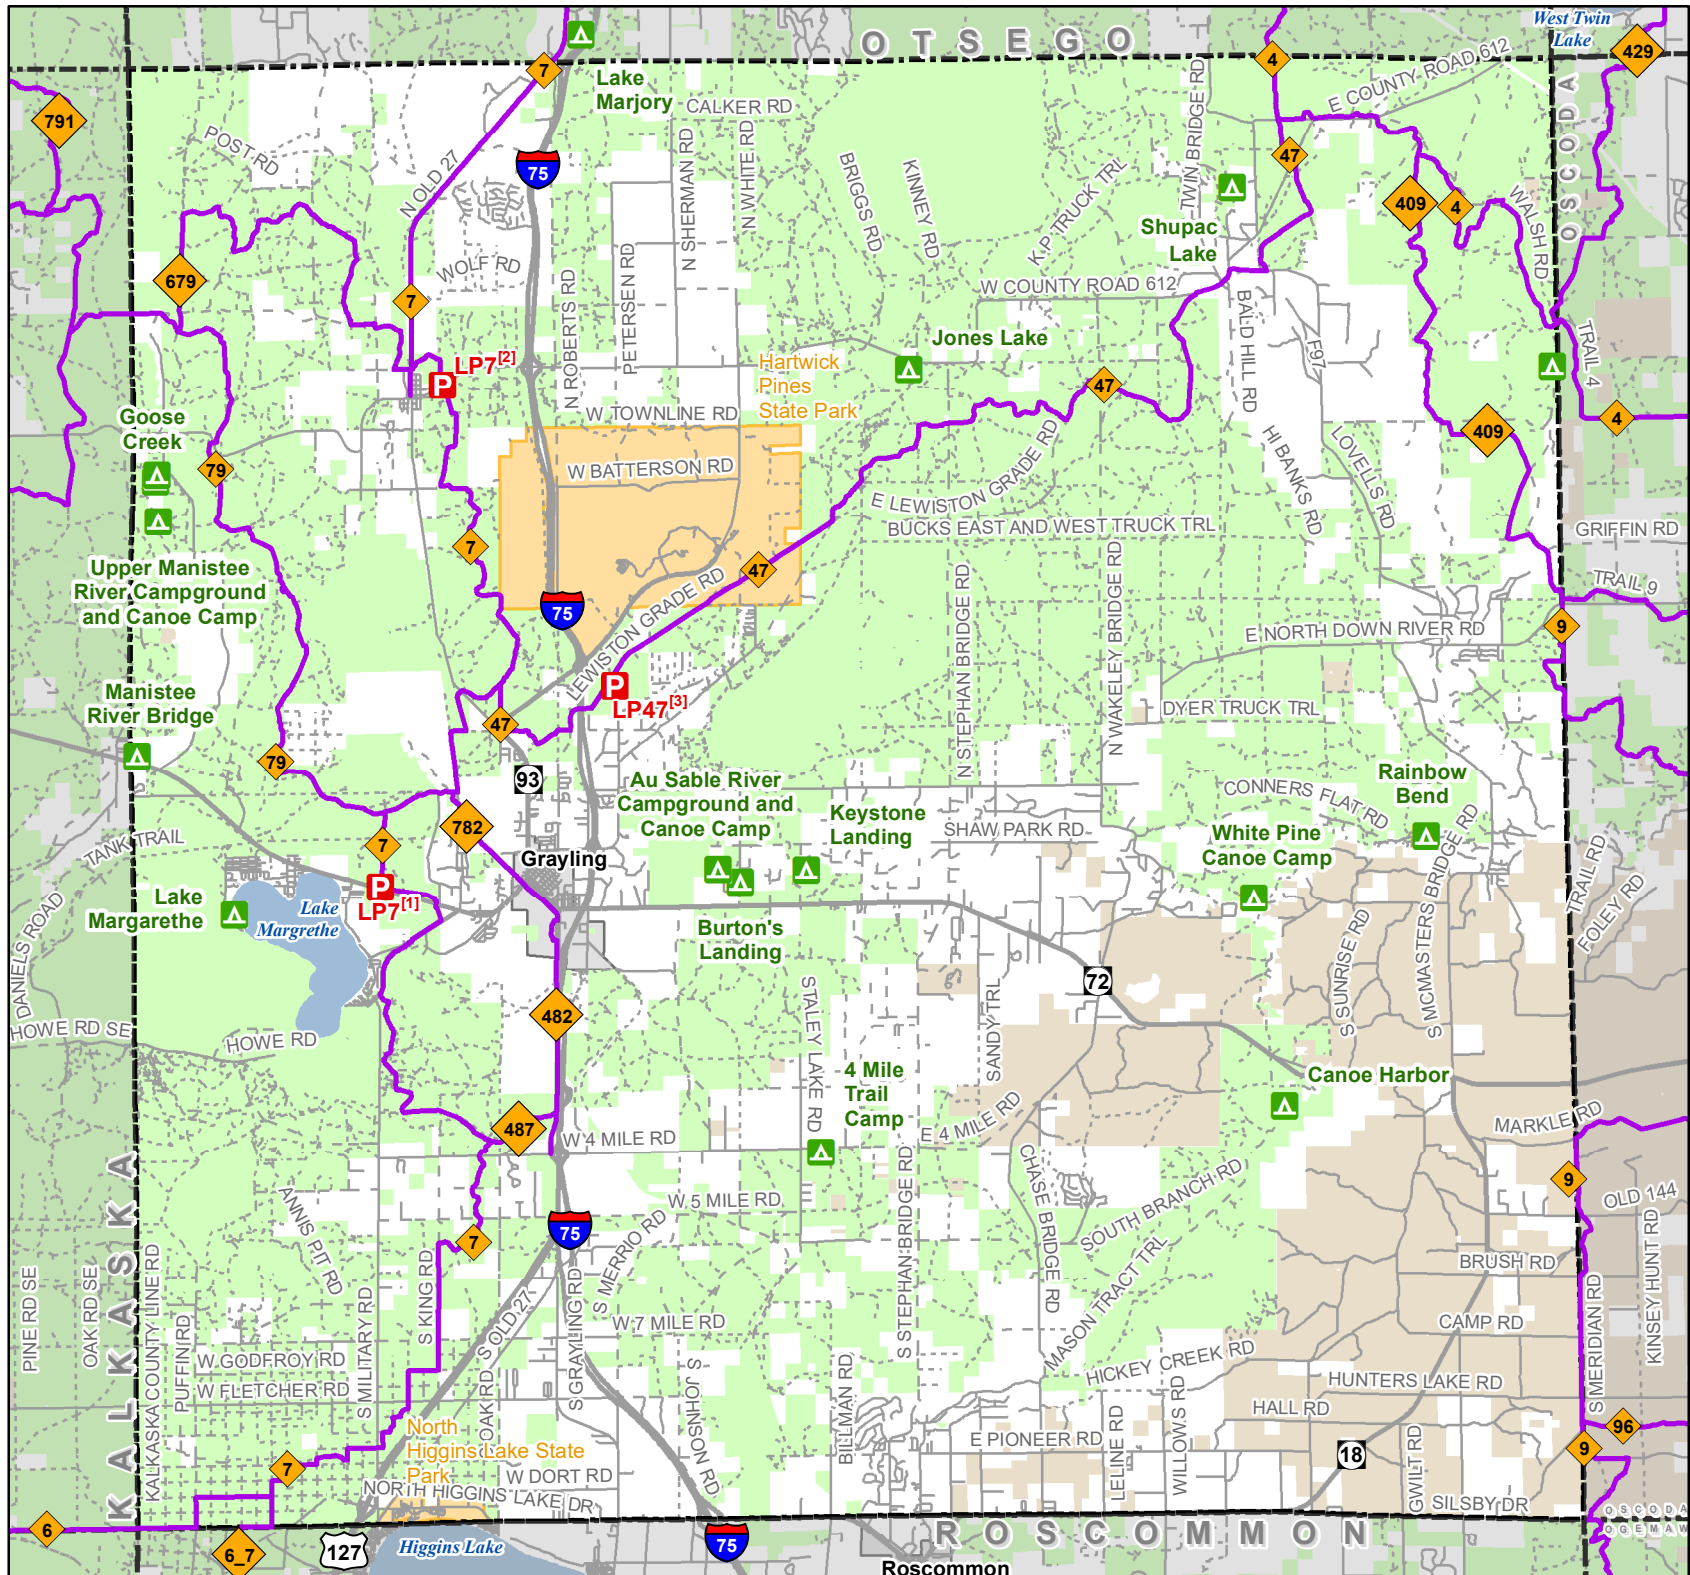 OTSEGO
West Twin
Lake
429
7
4
Lake
Marjory
CALKER RD
E COUNTY ROAD 612
OSCODA
791
POST RD
N OLD 27
75
N SHERMAN RD
N WHITE RD
BRIGGS RD
KINNEY RD
K.P. TRUCK TRL
TWIN BRIDGE RD
47
409
4
WALSH RD
Shupac
Lake
679
WOLF RD
7
N ROBERTS RD
PETERSEN RD
W COUNTY ROAD 612
BALD HILL RD
F97
Jones Lake
LP7[2]
P
Hartwick
Pines
State Park
47
TRAIL 4
4
409
W TOWNLINE RD
Goose
Creek
79
W BATTERSON RD
HI BANKS RD
LOVELLS RD
E LEWISTON GRADE RD
BUCKS EAST AND WEST TRUCK TRL
GRIFFIN RD
7
47
Upper Manistee
River Campground
and Canoe Camp
75
LEWISTON GRADE RD
N STEPHAN BRIDGE RD
N WAKELEY BRIDGE RD
TRAIL 9
9
E NORTH DOWN RIVER RD
P
LP47[3]
DYER TRUCK TRL
Manistee
River Bridge
47
79
93
Au Sable River
Campground and
Canoe Camp
Keystone
Landing
CONNERS FLAT RD
Rainbow
Bend
782
SHAW PARK RD
White Pine
Canoe Camp
S MCMASTERS BRIDGE RD
TANK TRAIL
7
Grayling
TRAIL RD
FOLEY RD
P
LP7[1]
Lake
Margarethe
Lake
Margrethe
Burton's
Landing
DANIELS ROAD
HOWE RD SE
HOWE RD
482
STALEY LAKE RD
SANDY TRL
72
S SUNRISE RD
4 Mile
Trail
Camp
Canoe Harbor
487
W 4 MILE RD
E 4 MILE RD
MARKLE RD
KALKASKA
9
OLD 144
ANNIS PIT RD
W 5 MILE RD
S STEPHAN BRIDGE RD
CHASE BRIDGE RD
SOUTH BRANCH RD
MASON TRACT TRL
75
S MERRIO RD
7
S KING RD
PINE RD SE
OAK RD SE
KALKASKA COUNTY LINE RD
PUFFIN RD
S MILITARY RD
S OLD 27
S GRAYLING RD
BRUSH RD
KINSEY HUNT RD
S MERIDIAN RD
W 7 MILE RD
CAMP RD
W GODFROY RD
W FLETCHER RD
OAK RD
S JOHNSON RD
BILLMAN RD
HICKEY CREEK RD
HUNTERS LAKE RD
HALL RD
North
Higgins Lake State
Park
E PIONEER RD
LELINE RD
WILLOWS RD
18
GWILT RD
96
9
7
W DORT RD
NORTH HIGGINS LAKE DR
SILSBY DR
OSCODA
OGEMAW
6
6_7
127
Higgins Lake
75
ROSCOMMON
Roscommon